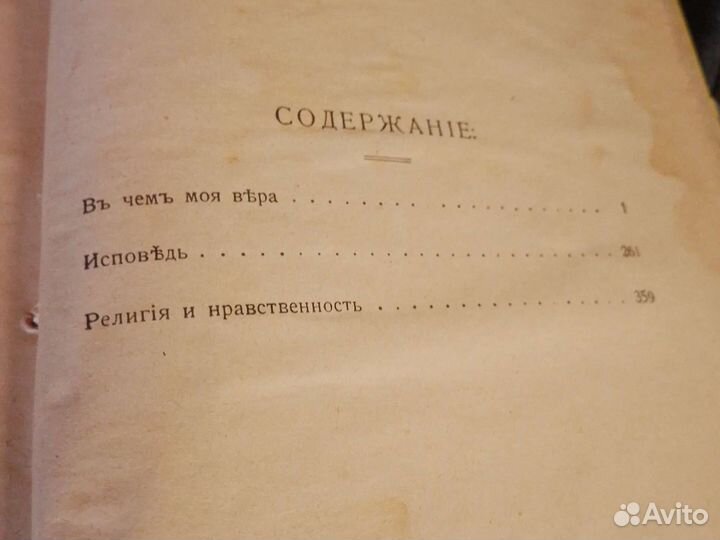 СОДЕРЖАНІЕ:
Въ чемъ моя вѣра . . . . . . . . . . . . . . . . . . . . 1
Исповѣдь . . . . . . . . . . . . . . . . . . . . . . . . . 261
Религія и нравственность . . . . . . . . . . . . . . . . 359
Avito